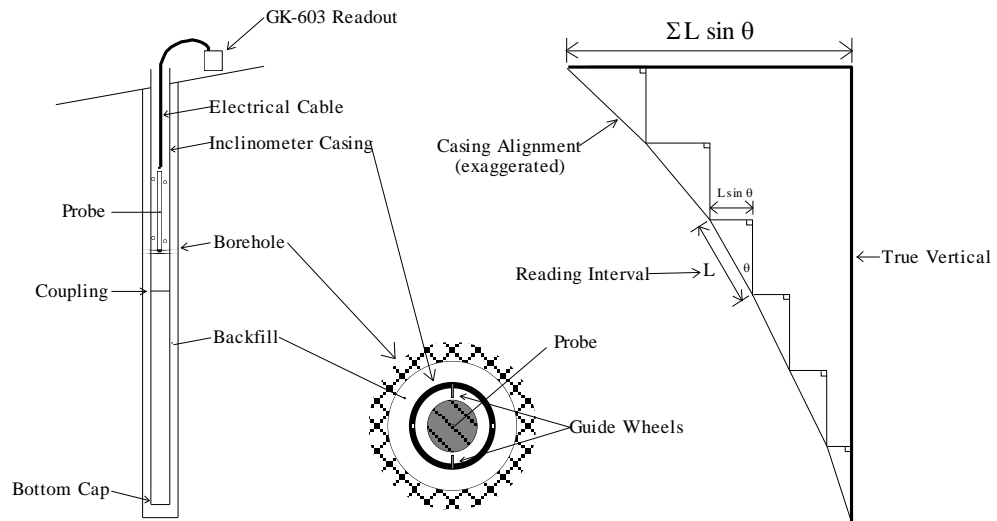 GK-603 Readout
Electrical Cable
Inclinometer Casing
Probe
Borehole
Coupling
Backfill
Bottom Cap
Probe
Guide Wheels
ΣL sin θ
Casing Alignment
(exaggerated)
L sin θ
Reading Interval
L
θ
True Vertical